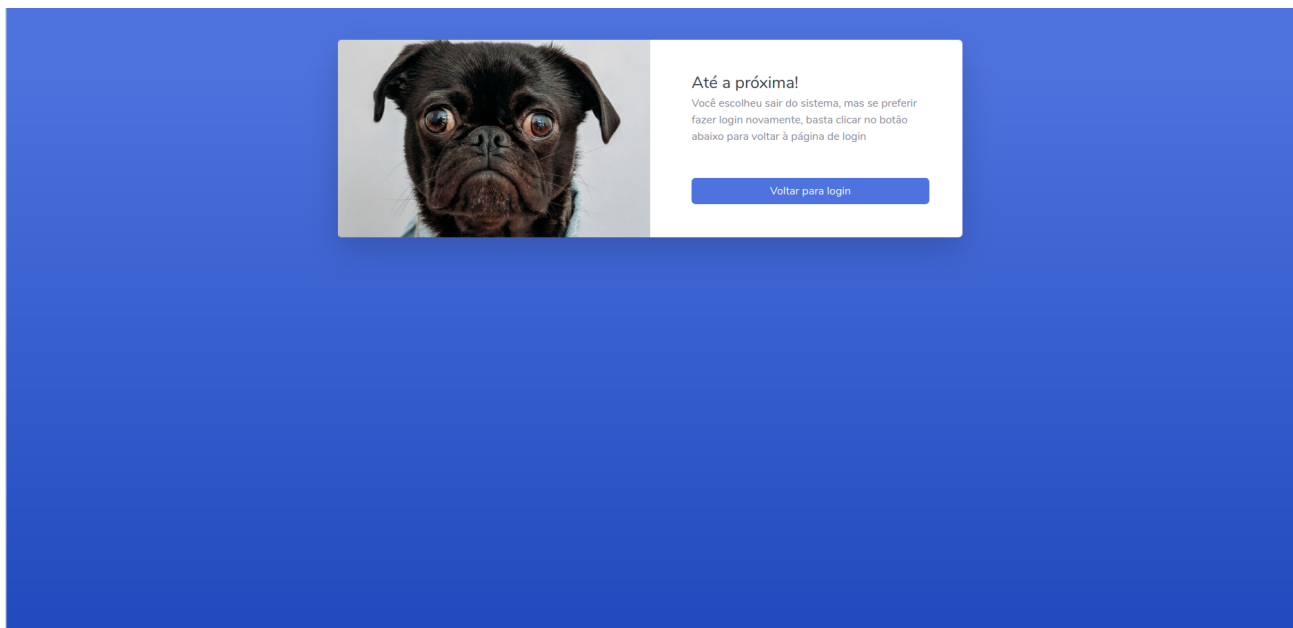 Até a próxima!
Você escolheu sair do sistema, mas se preferir
fazer login novamente, basta clicar no botão
abaixo para voltar à página de login
Voltar para login